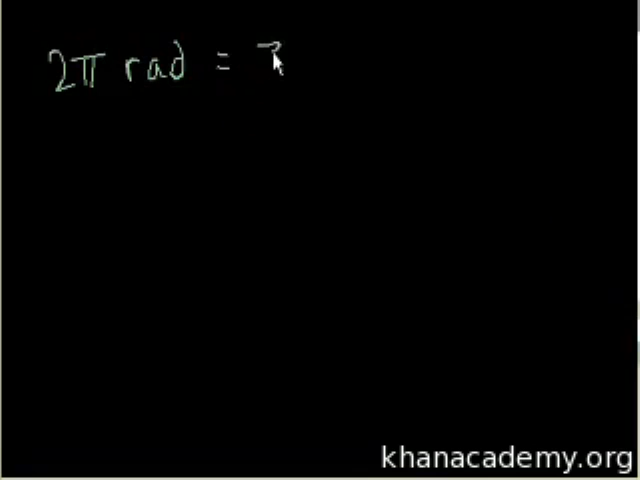 2π rad =
khanacademy.org